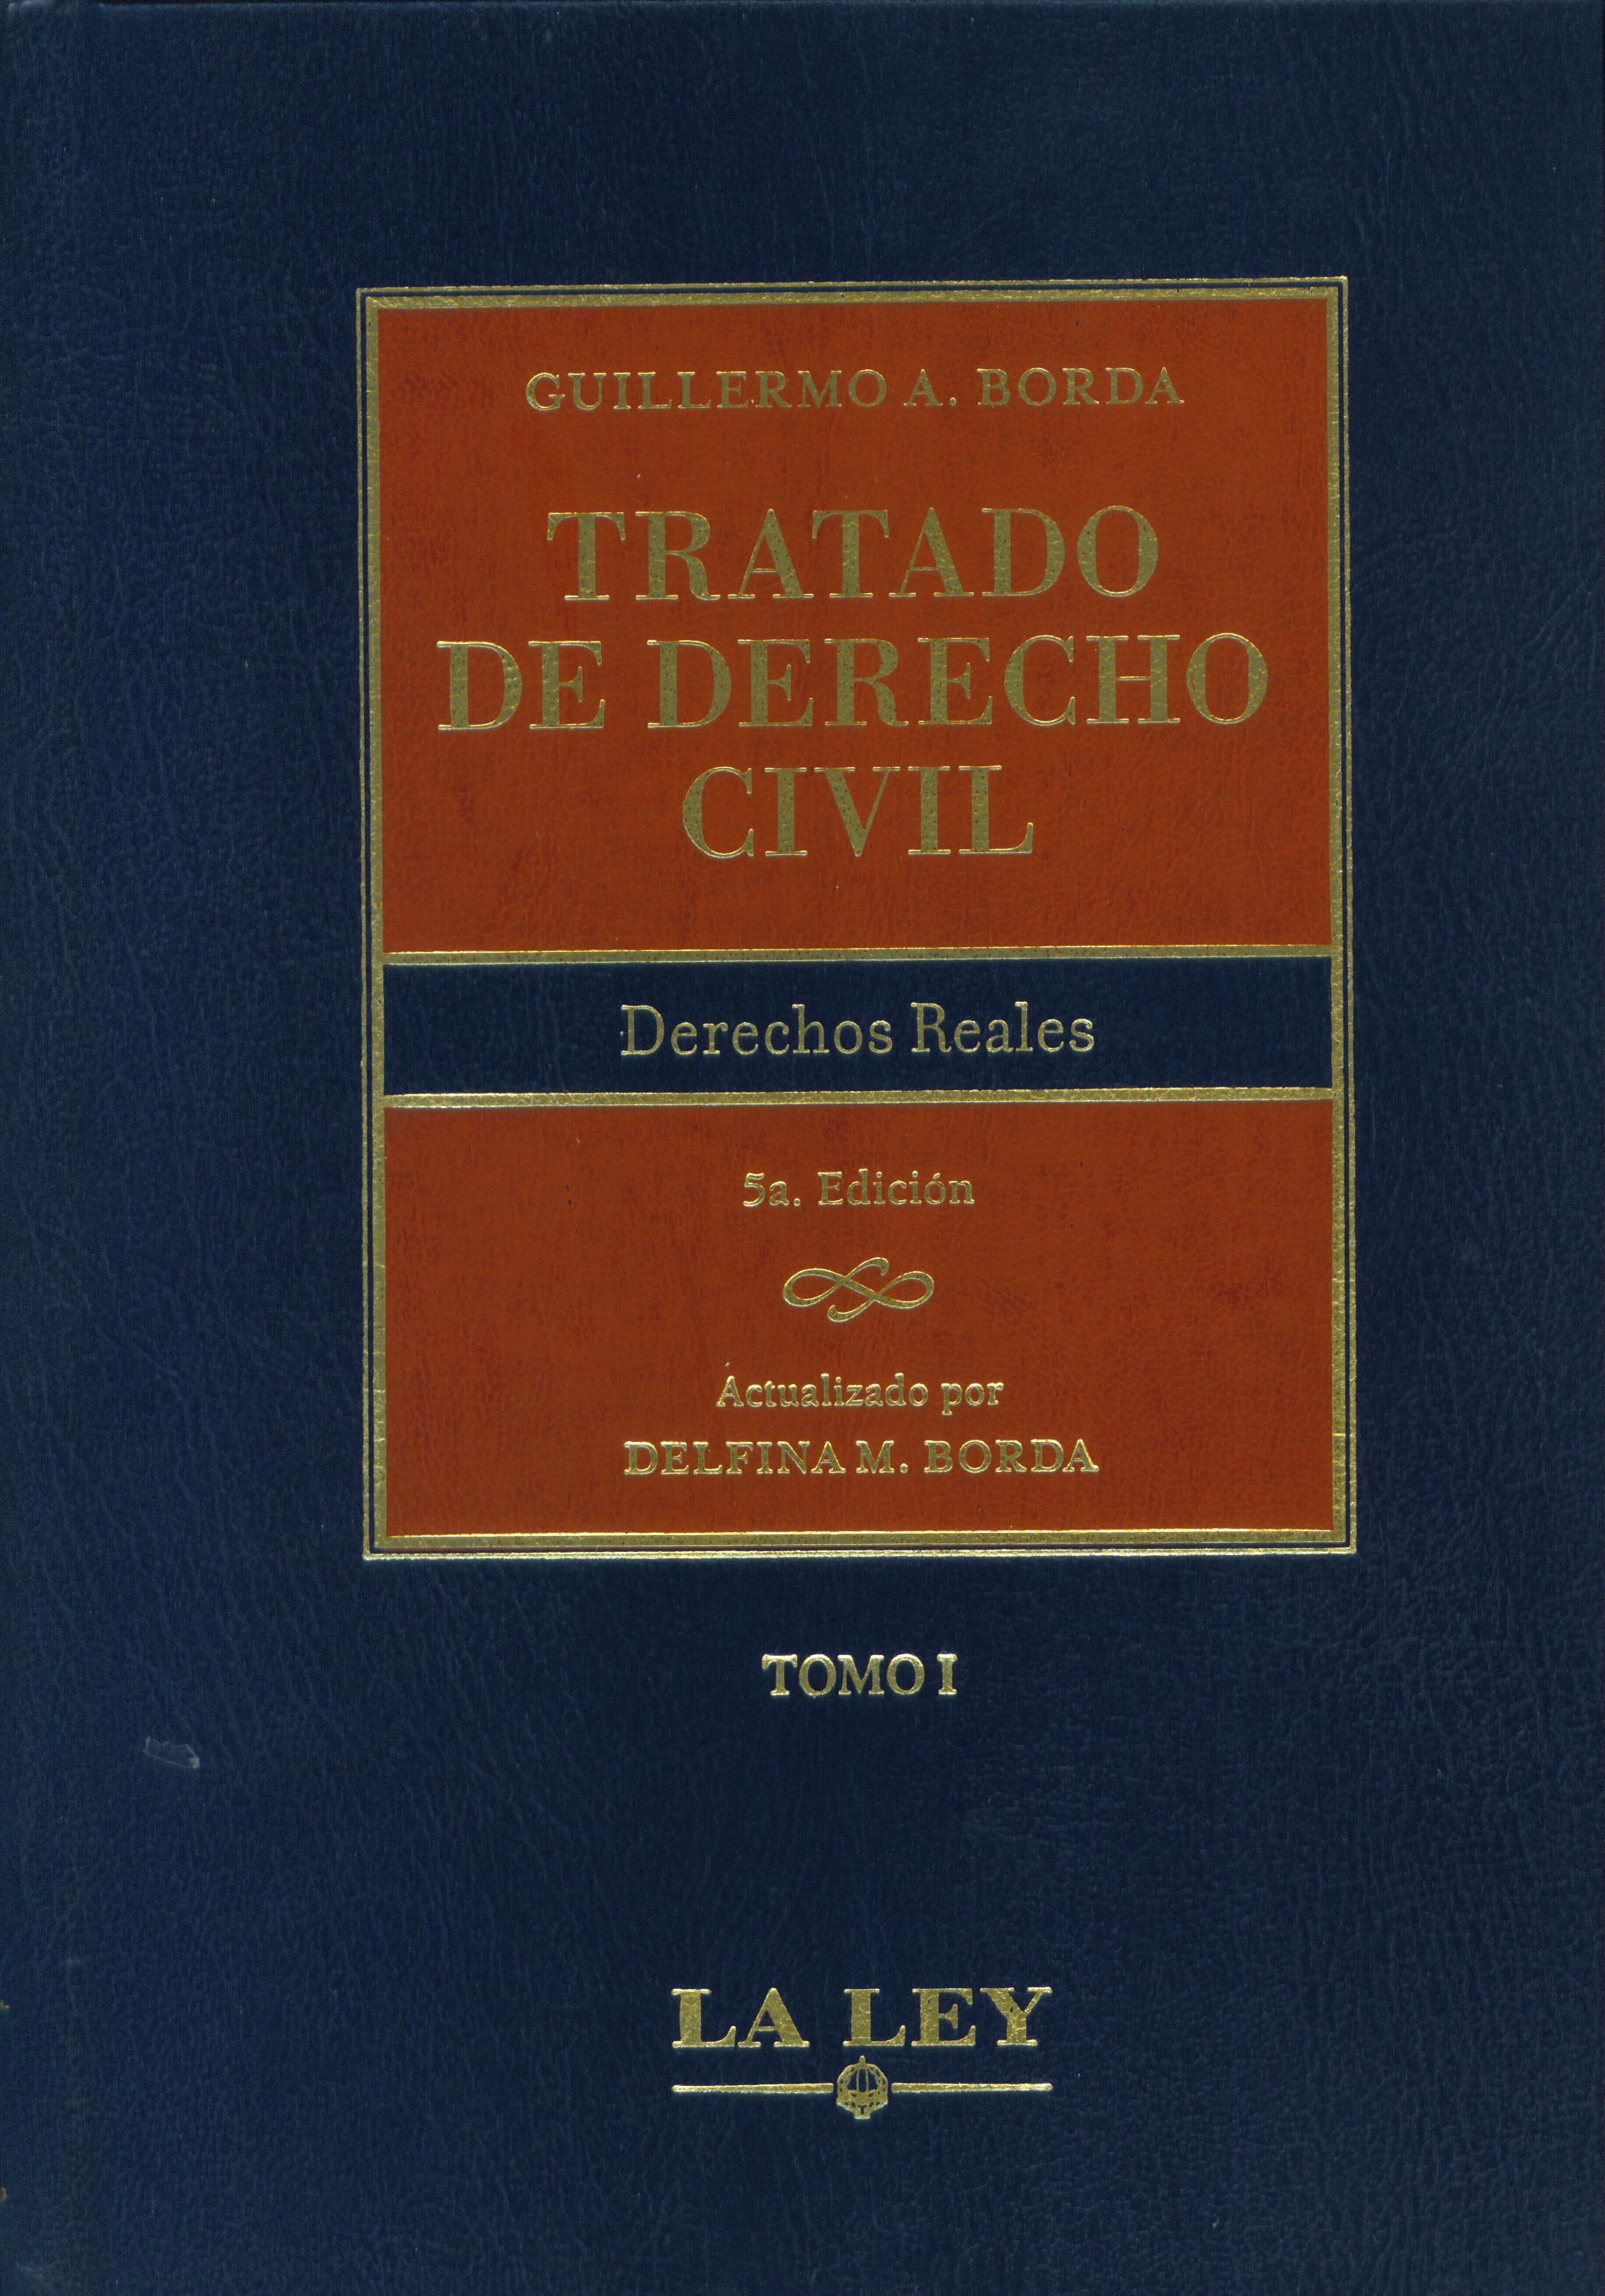 GUILLERMO A. BORDA
TRATADO
DE DERECHO
CIVIL
Derechos Reales
5a. Edición
Actualizado por
DELFINA M. BORDA
TOMO I
LA LEY